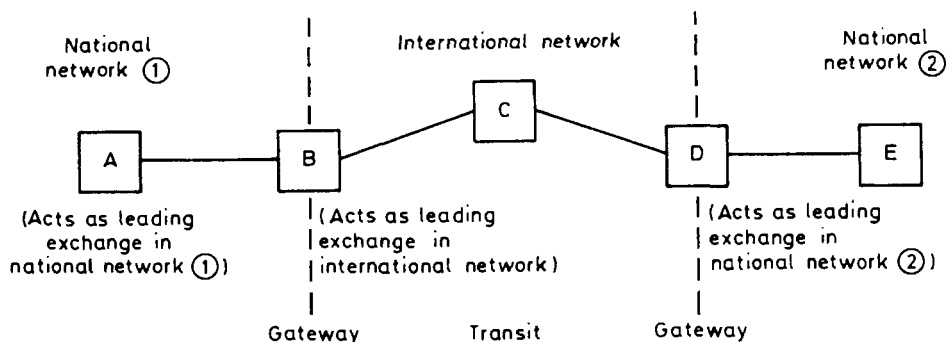 National
network ①
International network
National
network ②
A
B
C
D
E
(Acts as leading
exchange in
national network ①)
(Acts as leading
exchange in
international network)
(Acts as leading
exchange in
national network ②)
Gateway
Transit
Gateway